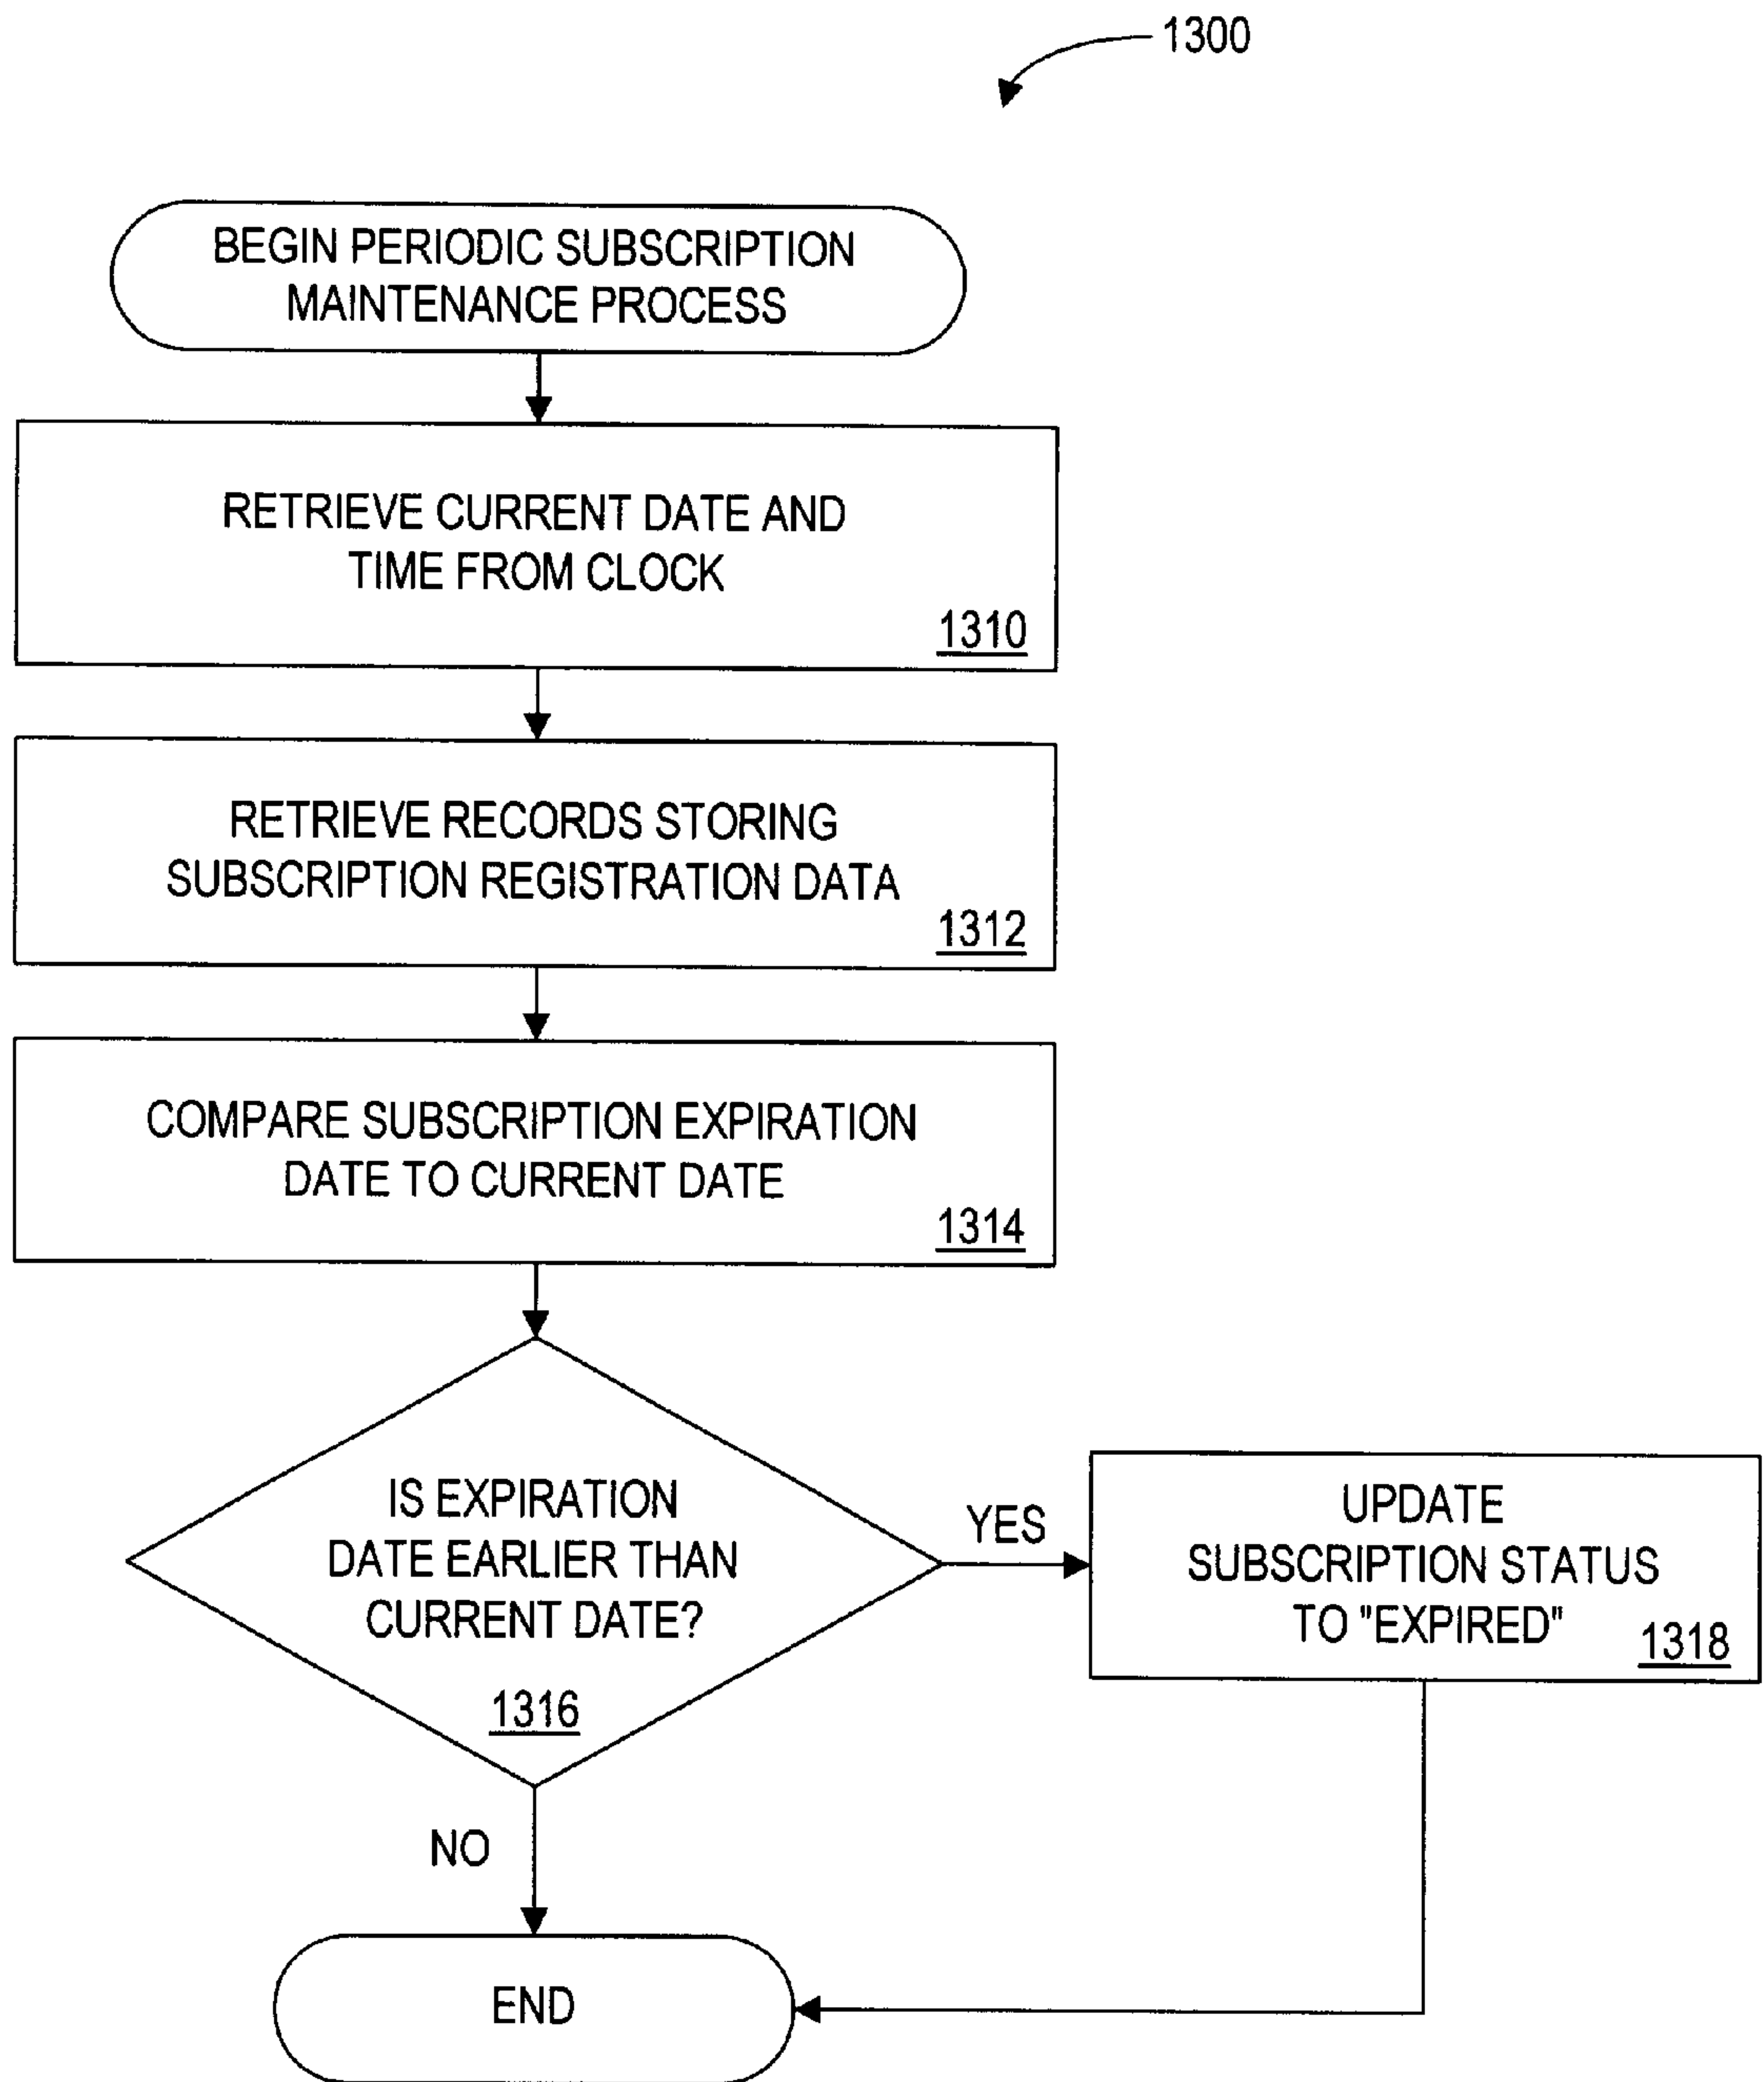 1300
BEGIN PERIODIC SUBSCRIPTION
MAINTENANCE PROCESS
RETRIEVE CURRENT DATE AND
TIME FROM CLOCK
1310
RETRIEVE RECORDS STORING
SUBSCRIPTION REGISTRATION DATA
1312
COMPARE SUBSCRIPTION EXPIRATION
DATE TO CURRENT DATE
1314
IS EXPIRATION
DATE EARLIER THAN
CURRENT DATE?
1316
YES
UPDATE
SUBSCRIPTION STATUS
TO "EXPIRED"
1318
NO
END